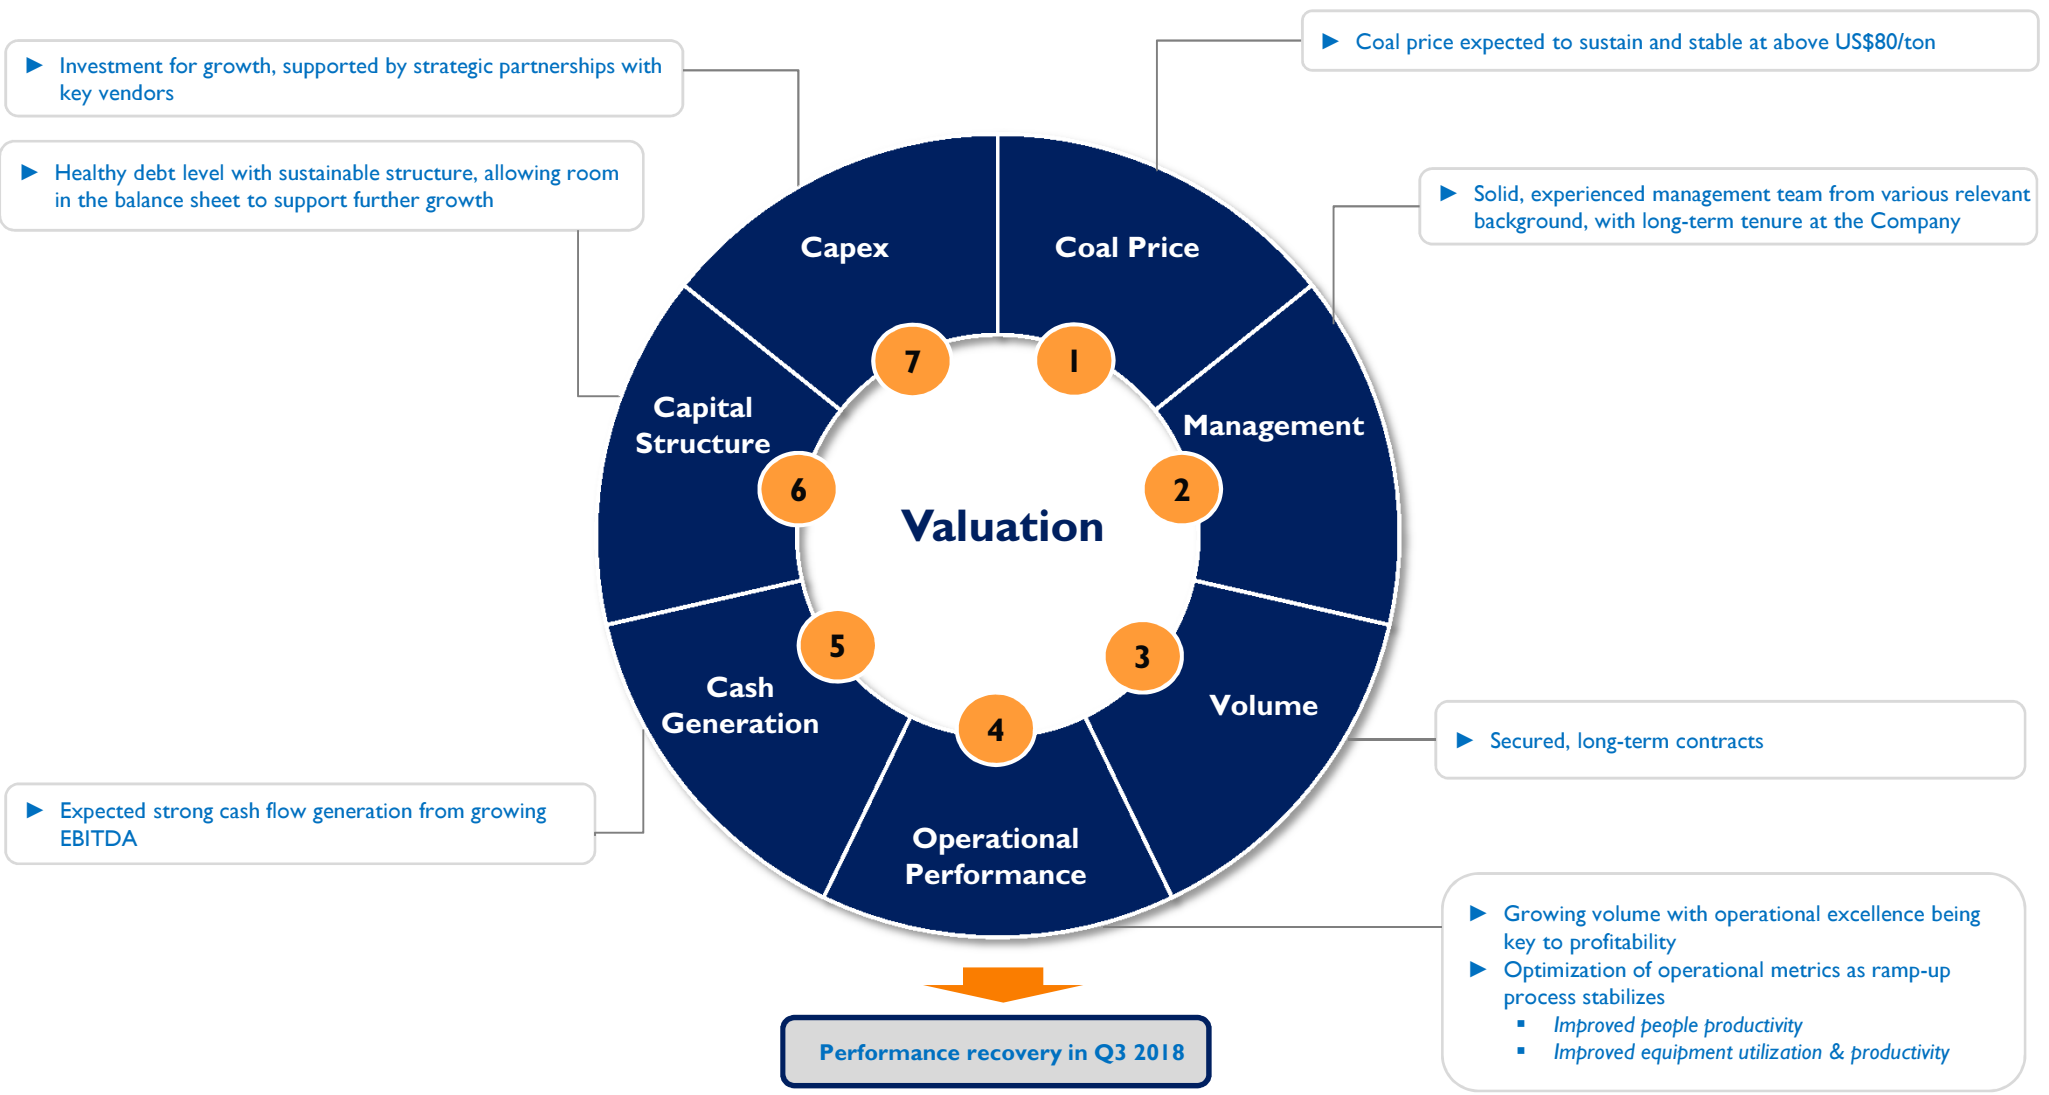 ► Coal price expected to sustain and stable at above US$80/ton
► Investment for growth, supported by strategic partnerships with
key vendors
► Healthy debt level with sustainable structure, allowing room
in the balance sheet to support further growth
► Solid, experienced management team from various relevant
background, with long-term tenure at the Company
Capex
Coal Price
7
1
Capital
Structure
Management
6
2
Valuation
5
3
Cash
Generation
4
Volume
► Secured, long-term contracts
► Expected strong cash flow generation from growing
EBITDA
Operational
Performance
► Growing volume with operational excellence being
key to profitability
► Optimization of operational metrics as ramp-up
process stabilizes
▪ Improved people productivity
▪ Improved equipment utilization & productivity
Performance recovery in Q3 2018